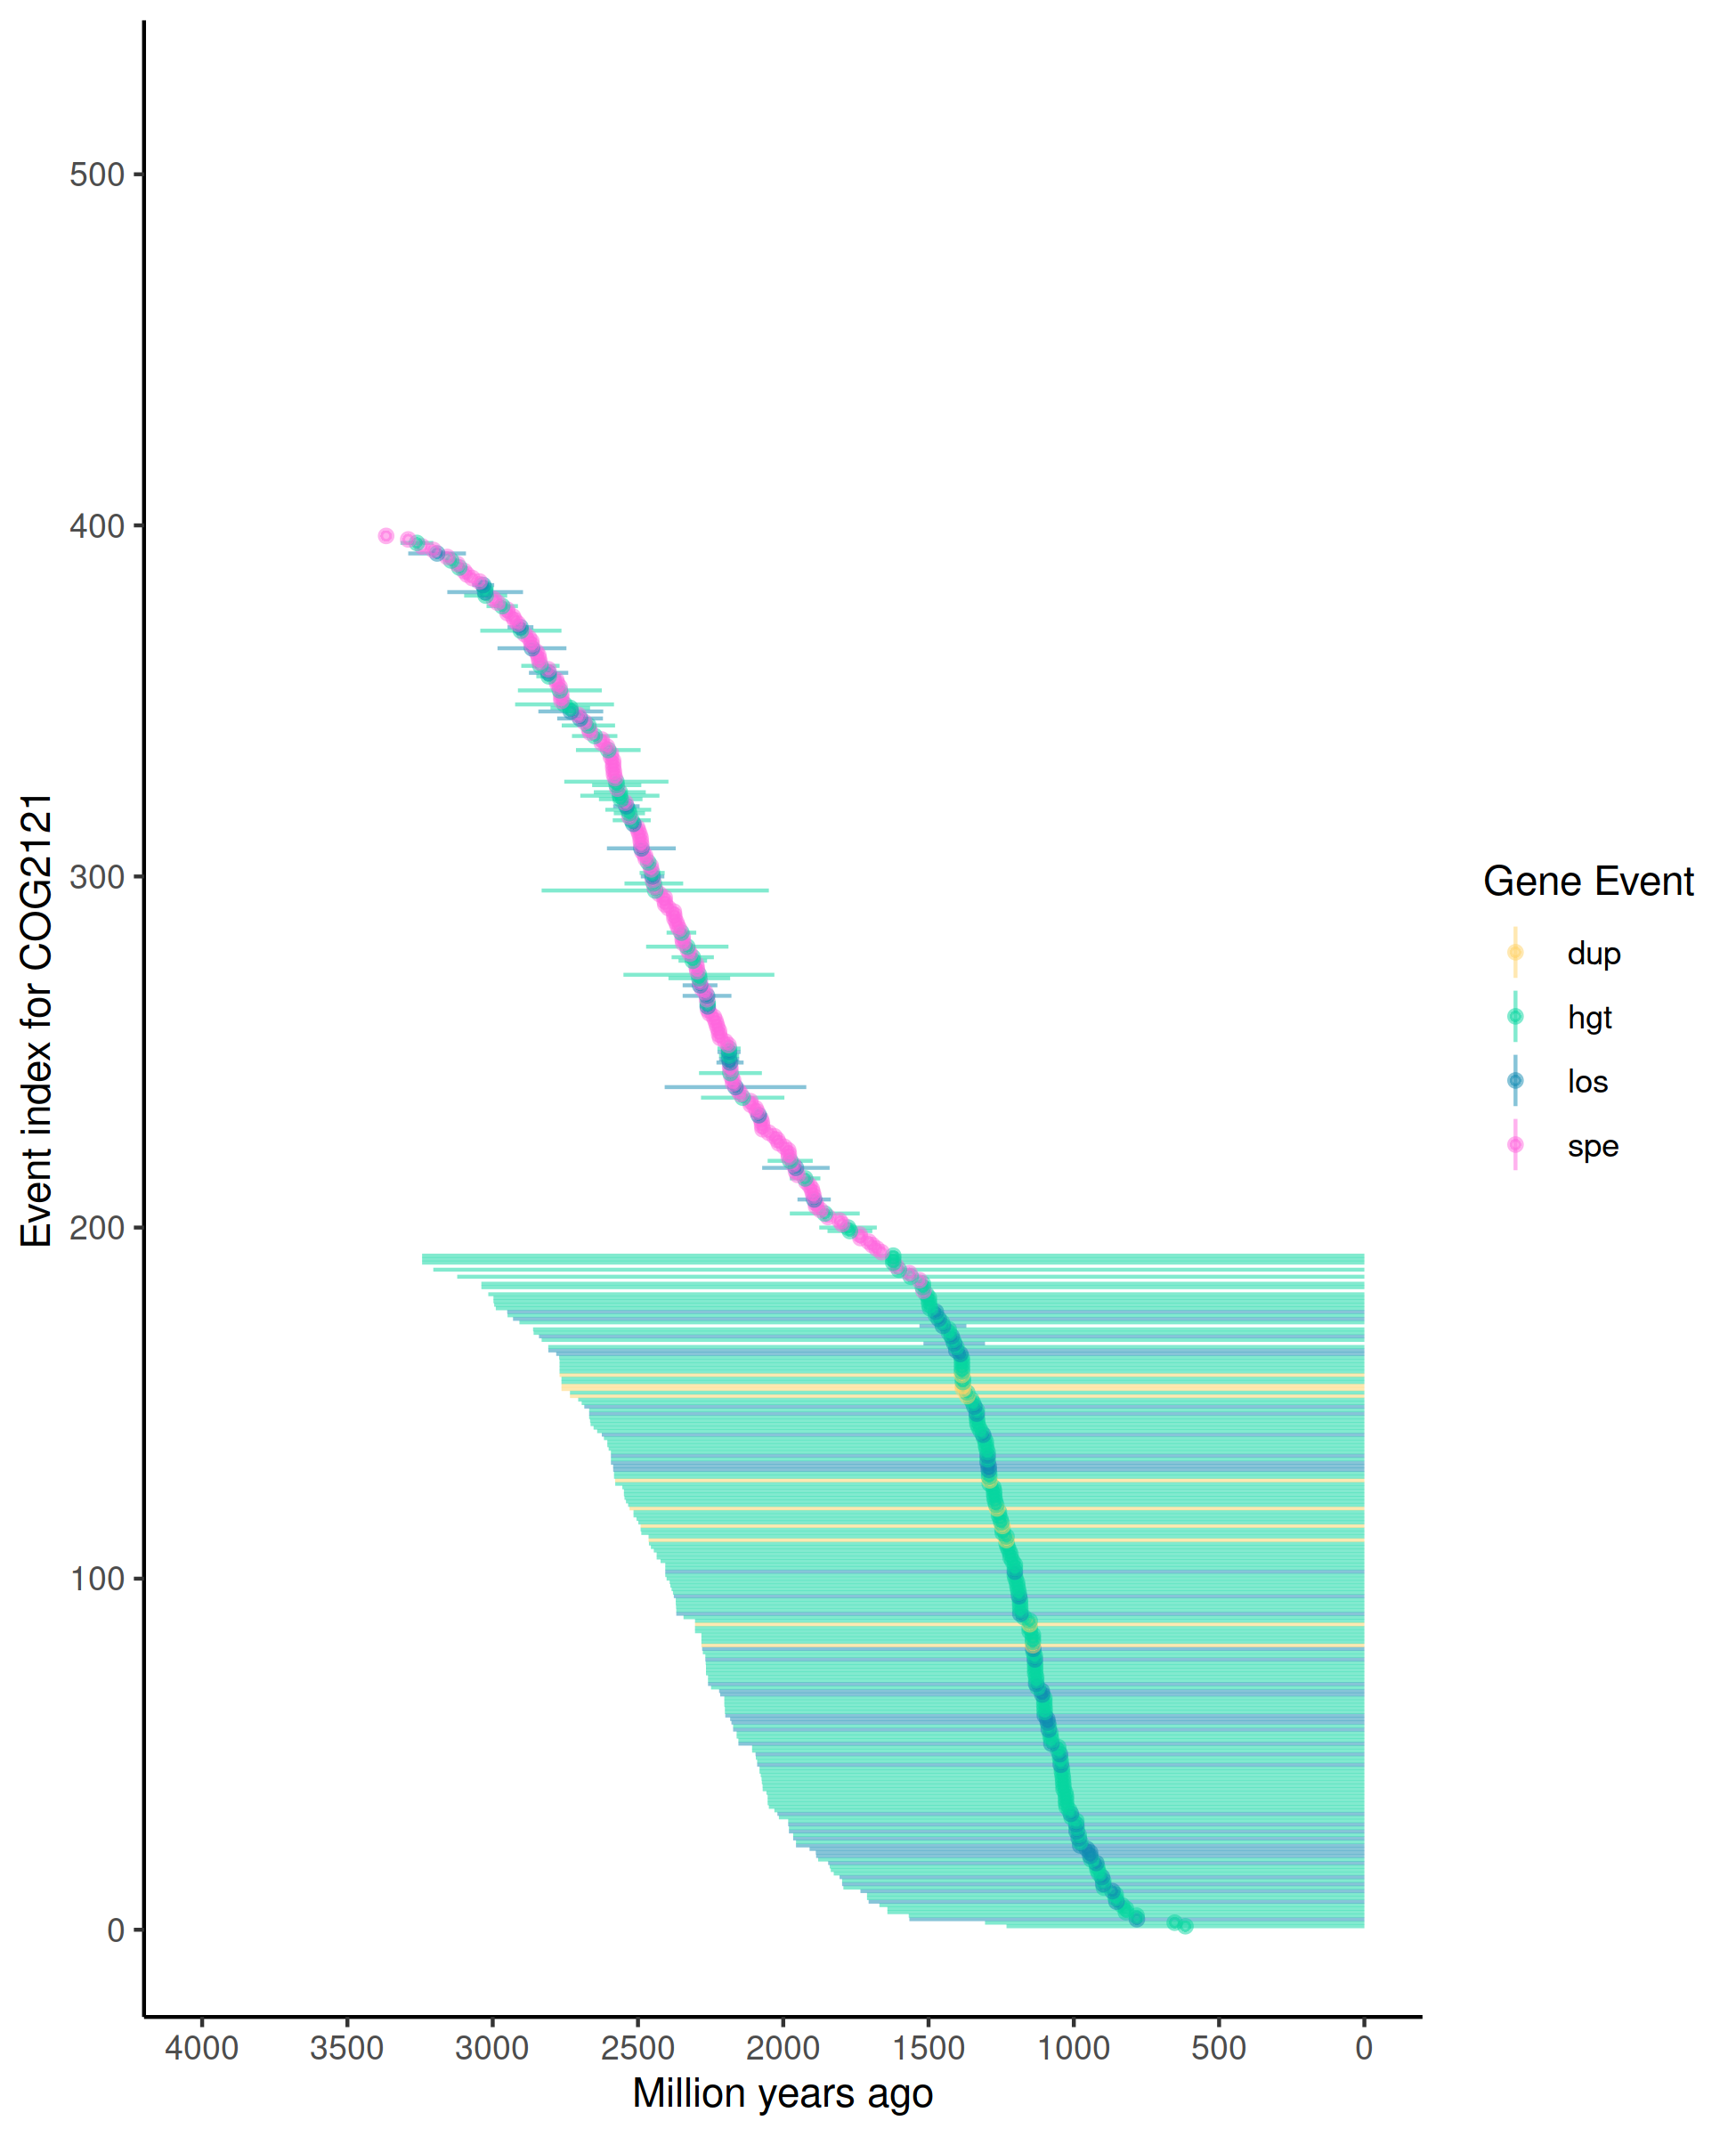 Event index for COG2121
500
400
300
200
100
0
4000 3500 3000 2500 2000 1500 1000 500 0
Million years ago
Gene Event
dup
hgt
los
spe